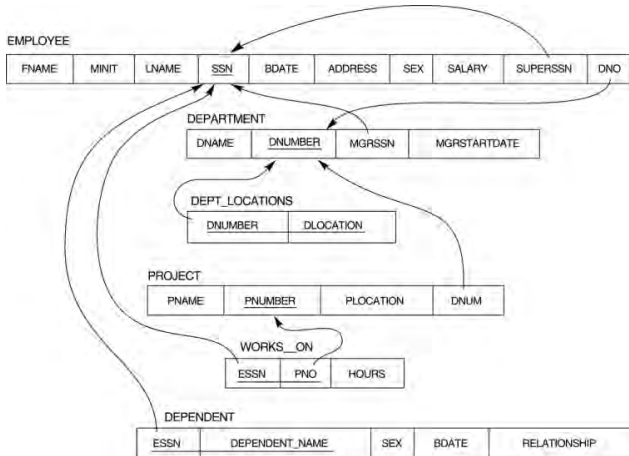 EMPLOYEE
FNAME MINIT LNAME SSN BDATE ADDRESS SEX SALARY SUPERSSN DNO
DEPARTMENT
DNAME DNUMBER MGRSSN MGRSTARTDATE
DEPT_LOCATIONS
DNUMBER DLOCATION
PROJECT
PNAME PNUMBER PLOCATION DNUM
WORKS_ON
ESSN PNO HOURS
DEPENDENT
ESSN DEPENDENT_NAME SEX BDATE RELATIONSHIP